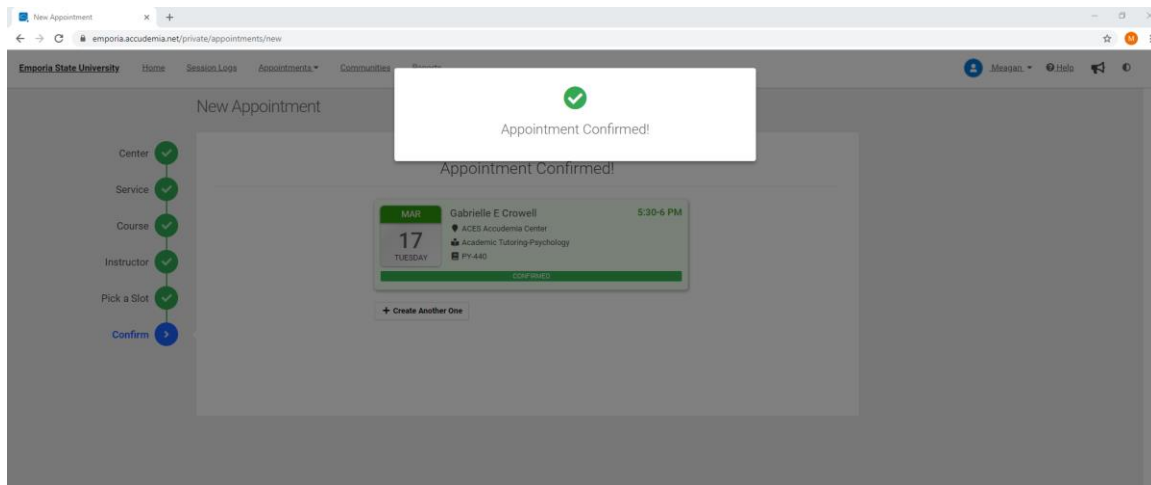 New Appointment
emporia.accudemia.net/private/appointments/new
M
Emporia State University Home Session Logs Appointments Communities Reports Meagan Help
Appointment Confirmed!
New Appointment
Appointment Confirmed!
Center
Service
Course
Instructor
Pick a Slot
Confirm
MAR
17
TUESDAY
Gabrielle E Crowell 5:30-6 PM
ACES Accudemia Center
Academic Tutoring-Psychology
PY-440
CONFIRMED
+ Create Another One